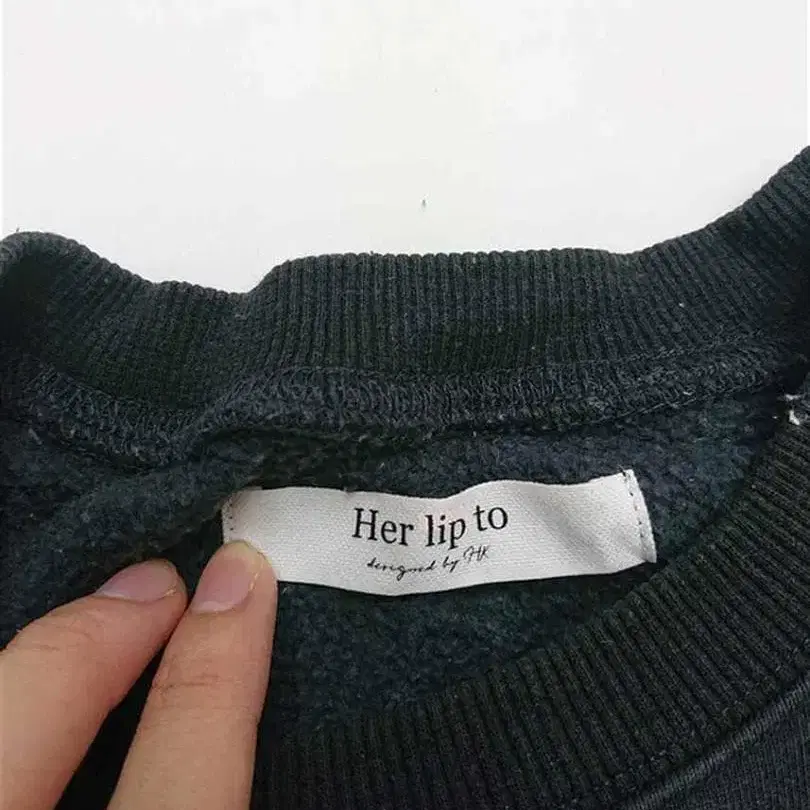 Her lip to
designed by HK